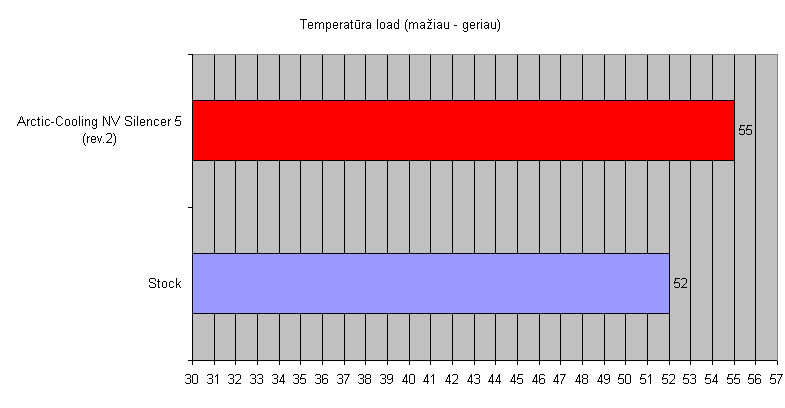 Temperatūra load (mažiau - geriau)
Arctic-Cooling NV Silencer 5
(rev.2)
55
Stock
52
30 31 32 33 34 35 36 37 38 39 40 41 42 43 44 45 46 47 48 49 50 51 52 53 54 55 56 57